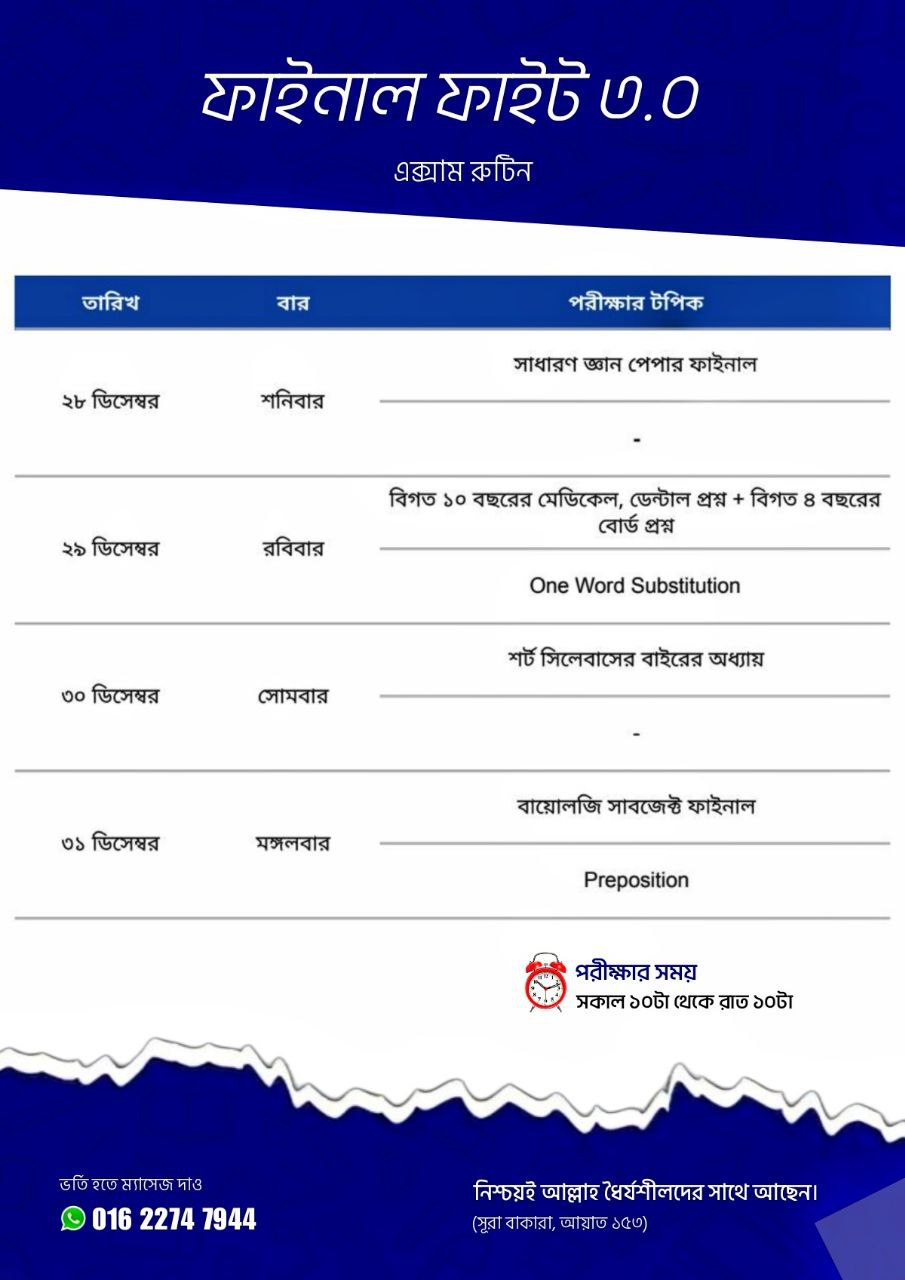 ফাইনাল ফাইট ৩.০
এক্সাম রুটিন
তারিখ বার পরীক্ষার টপিক
সাধারণ জ্ঞান পেপার ফাইনাল
২৮ ডিসেম্বর শনিবার
-
বিগত ১০ বছরের মেডিকেল, ডেন্টাল প্রশ্ন + বিগত ৪ বছরের
বোর্ড প্রশ্ন
২৯ ডিসেম্বর রবিবার
One Word Substitution
শর্ট সিলেবাসের বাইরের অধ্যায়
৩০ ডিসেম্বর সোমবার
-
বায়োলজি সাবজেক্ট ফাইনাল
৩১ ডিসেম্বর মঙ্গলবার
Preposition
পরীক্ষার সময়
সকাল ১০টা থেকে রাত ১০টা
ভর্তি হতে ম্যাসেজ দাও
016 2274 7944
নিশ্চয়ই আল্লাহ ধৈর্যশীলদের সাথে আছেন।
(সূরা বাকারা, আয়াত ১৫৩)